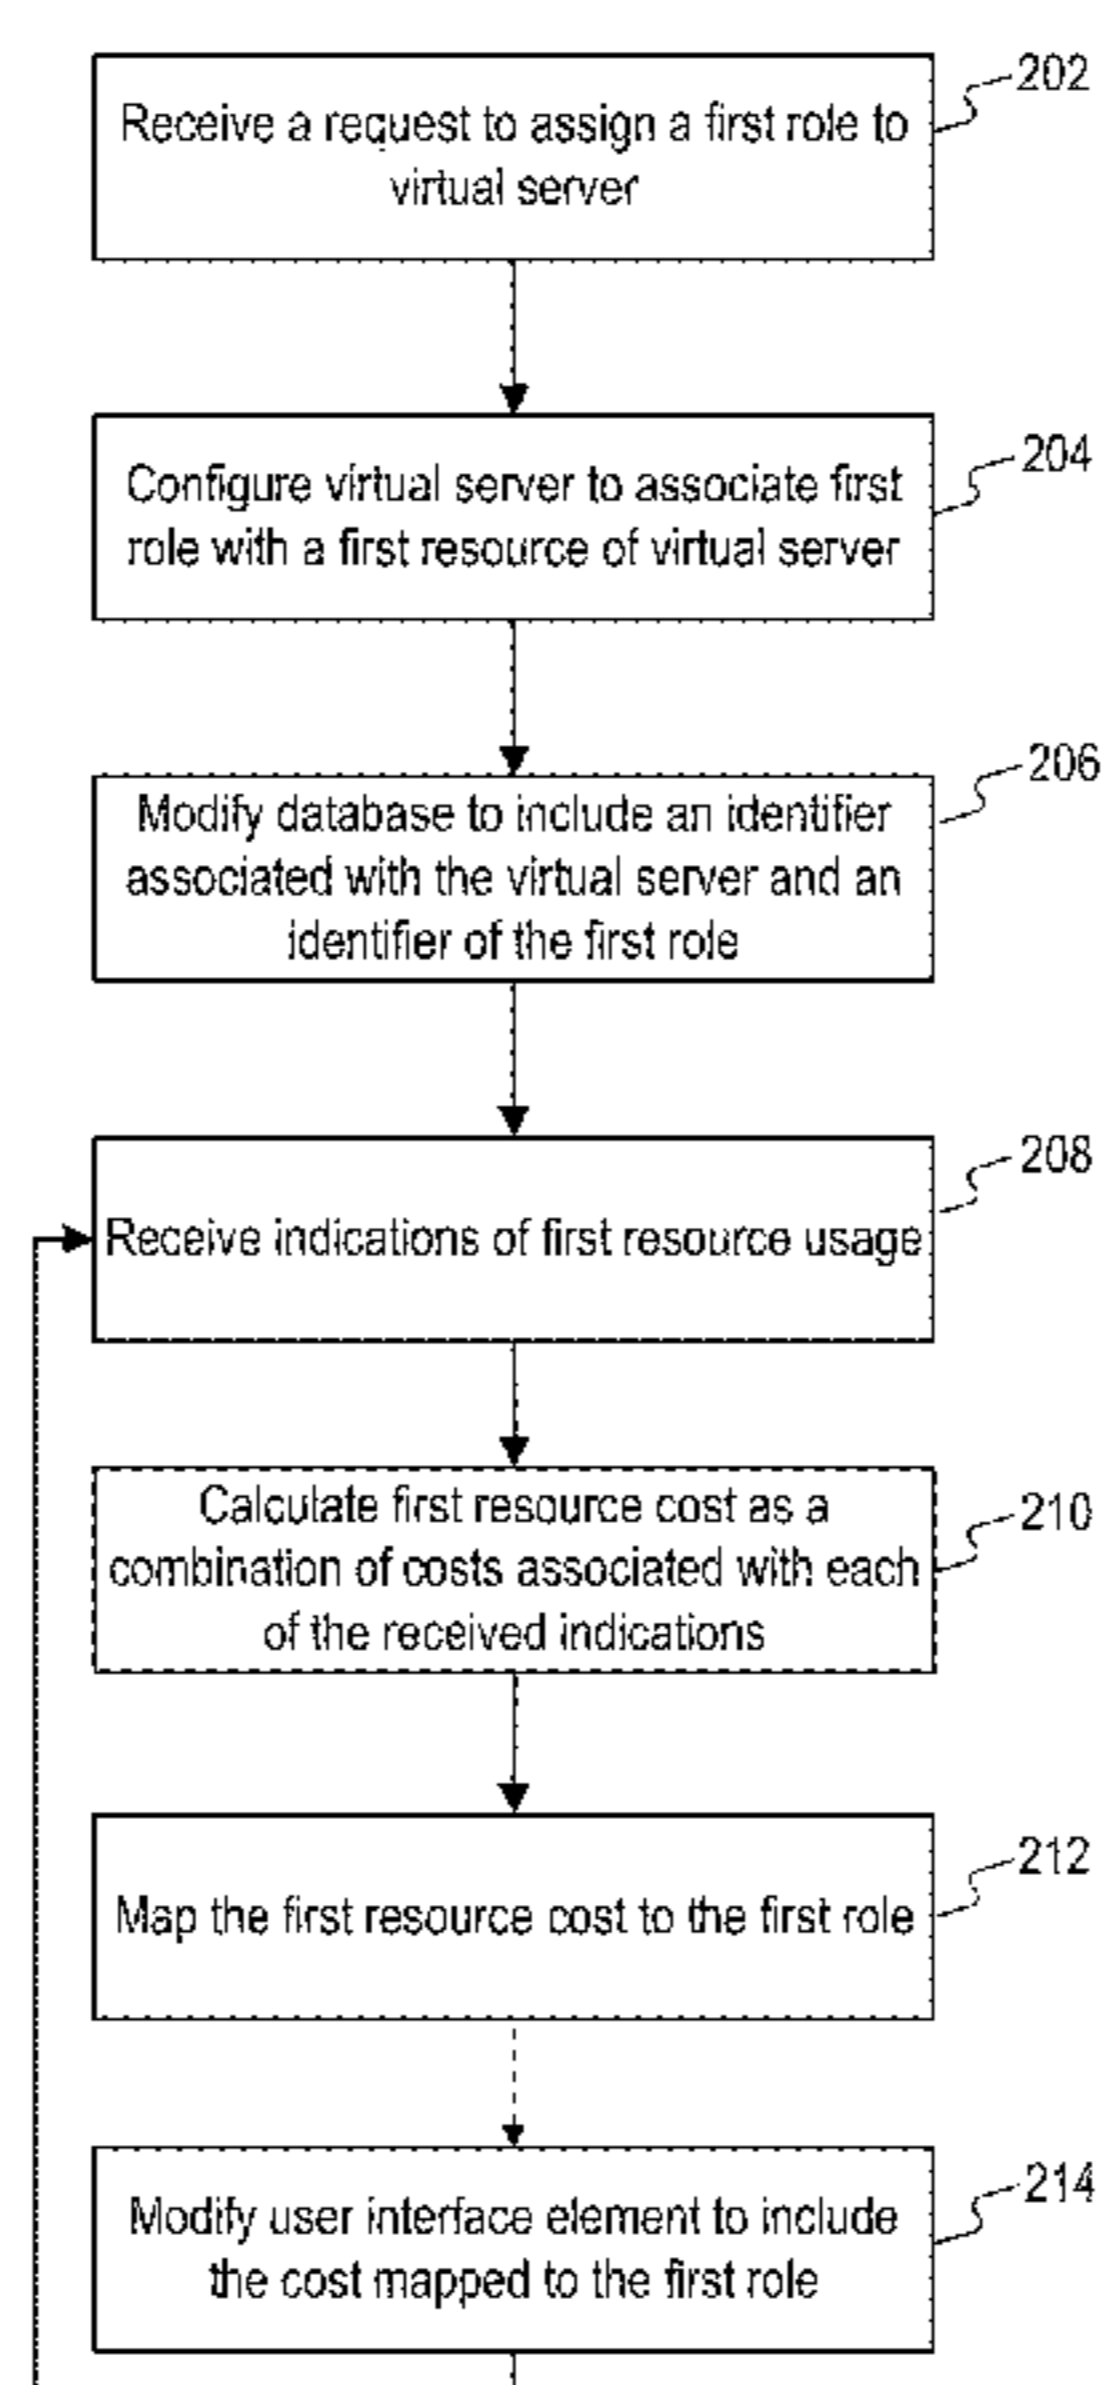 Receive a request to assign a first role to
virtual server
202
Configure virtual server to associate first
role with a first resource of virtual server
204
Modify database to include an identifier
associated with the virtual server and an
identifier of the first role
206
Receive indications of first resource usage
208
Calculate first resource cost as a
combination of costs associated with each
of the received indications
210
Map the first resource cost to the first role
212
Modify user interface element to include
the cost mapped to the first role
214